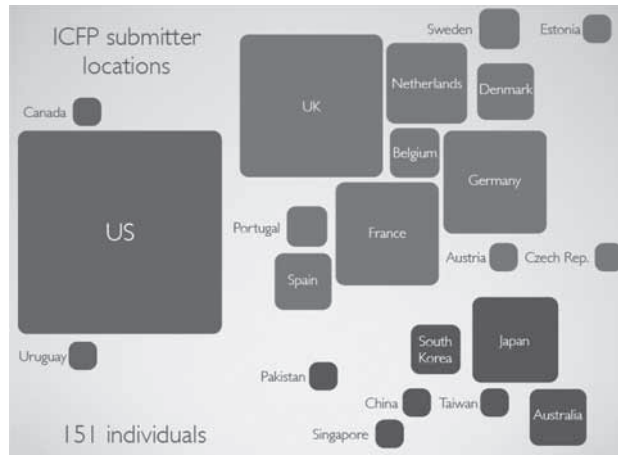 ICFP submitter
locations
Sweden
Estonia
Canada
UK
Netherlands
Denmark
Belgium
Germany
US
Portugal
France
Austria
Czech Rep.
Spain
Uruguay
Pakistan
South
Korea
Japan
China
Taiwan
Australia
Singapore
151 individuals